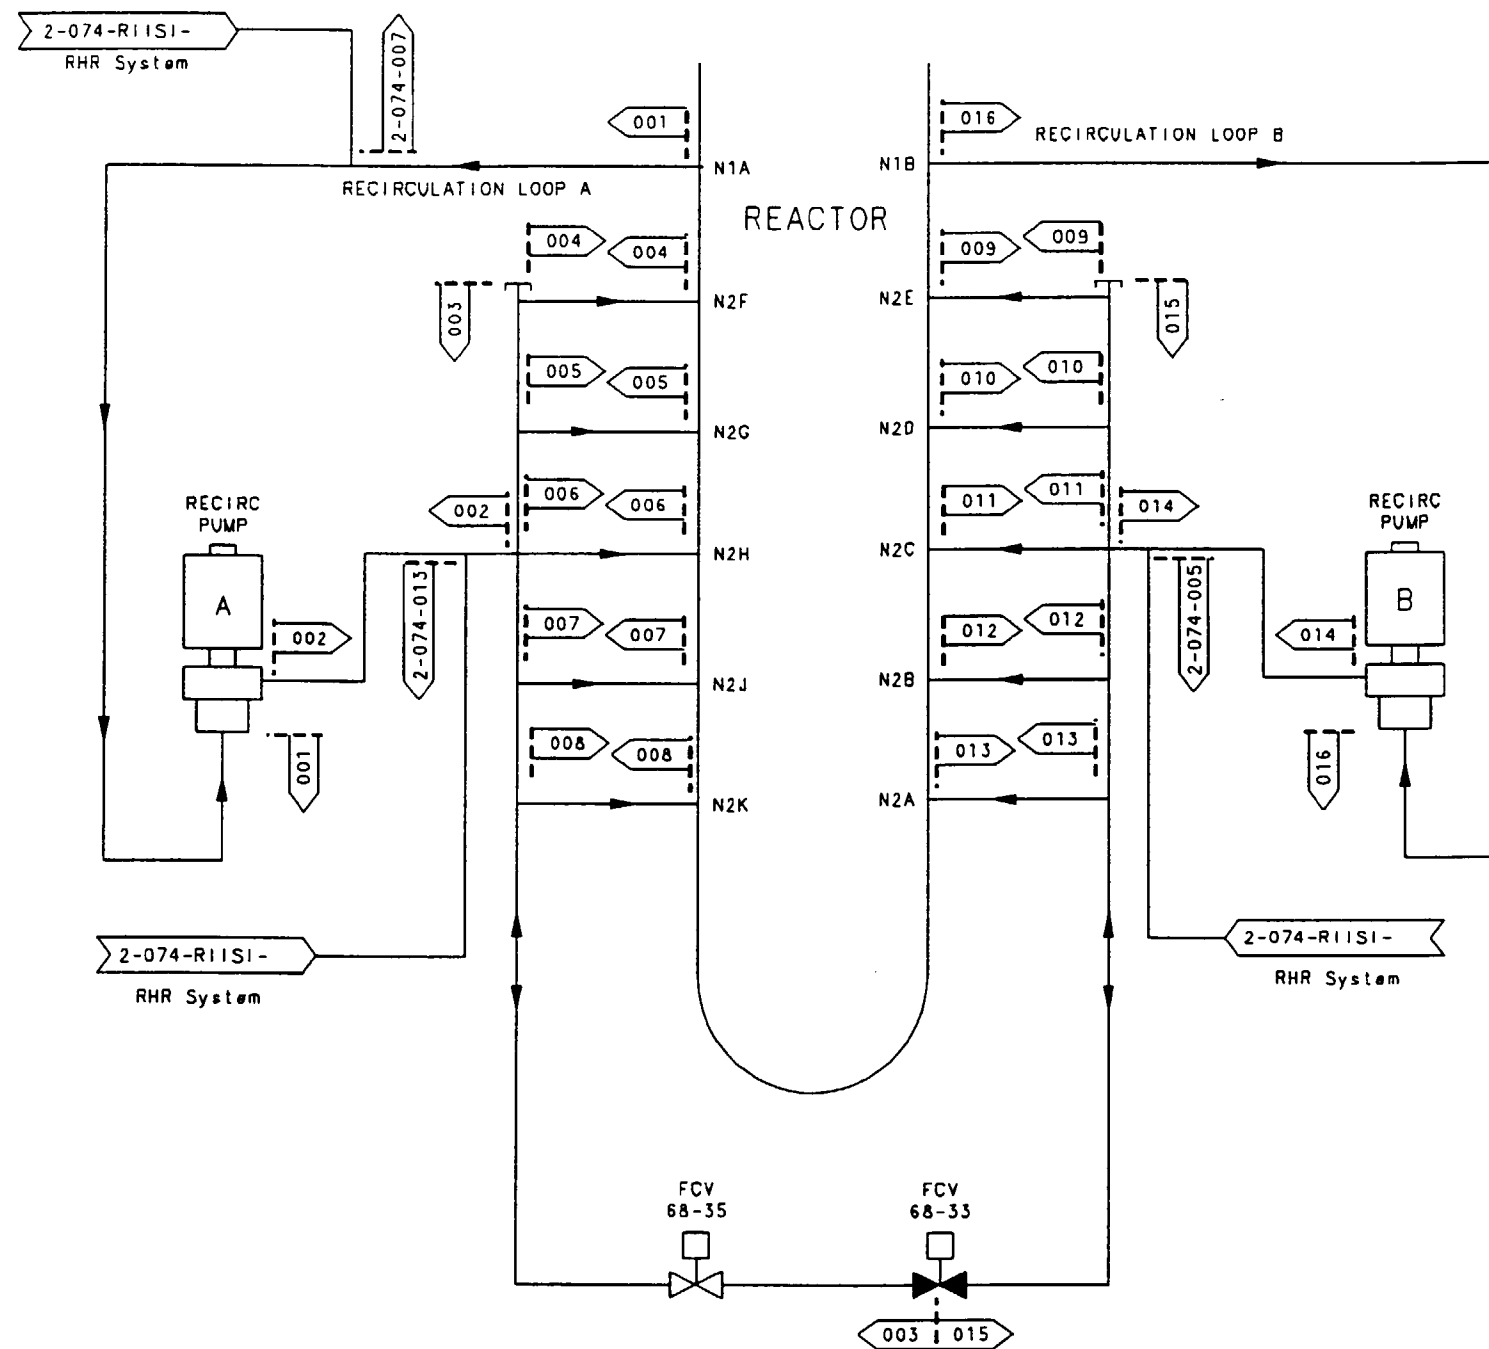 2-074-R11S1-
RHR System
2-074-007
001
016
RECIRCULATION LOOP B
N1A
N1B
RECIRCULATION LOOP A
REACTOR
004
004
009
009
003
N2F
N2E
015
005
005
010
010
N2G
N2D
RECIRC
PUMP
002
006
006
011
011
014
RECIRC
PUMP
N2H
N2C
A
2-074-013
2-074-005
B
002
007
007
012
012
014
N2J
N2B
001
008
008
013
013
016
N2K
N2A
2-074-R11S1-
RHR System
2-074-R11S1-
RHR System
FCV
68-35
FCV
68-33
003
015